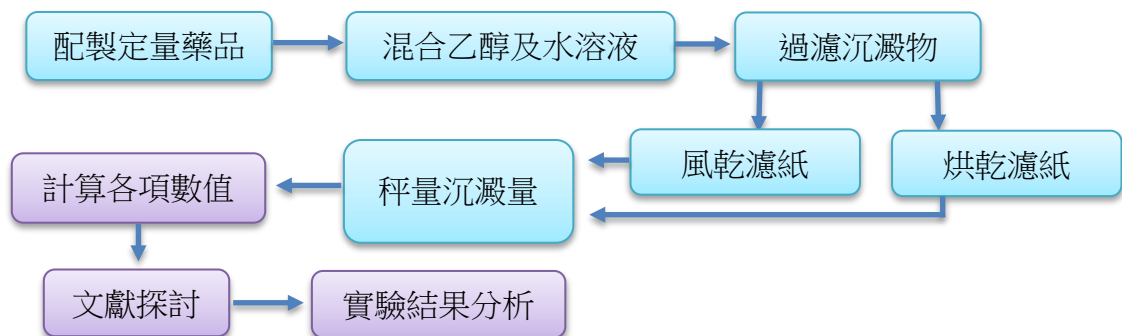 配製定量藥品
混合乙醇及水溶液
過濾沉澱物
風乾濾紙
烘乾濾紙
秤量沉澱量
計算各項數值
文獻探討
實驗結果分析